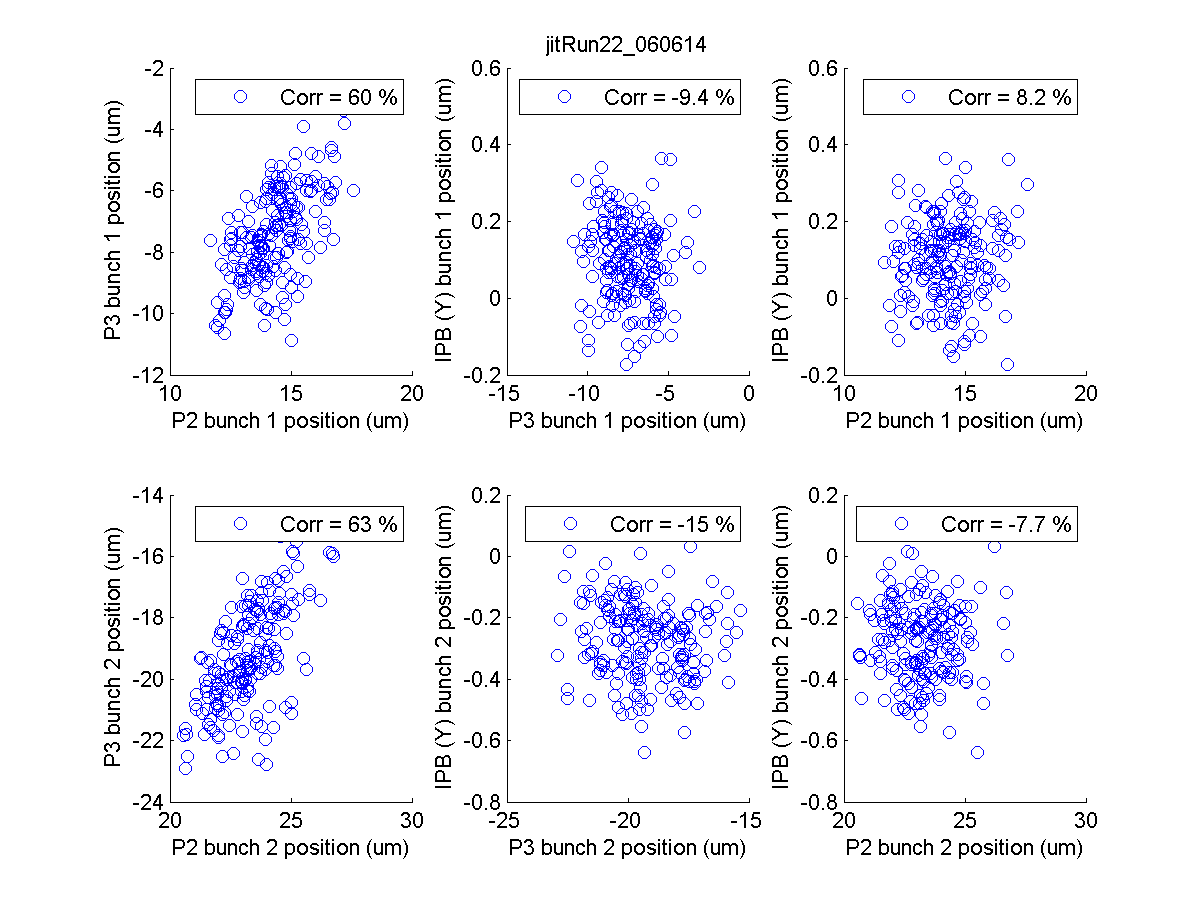 jitRun22_060614
Corr = 60 %
Corr = -9.4 %
Corr = 8.2 %
P3 bunch 1 position (um)
-2
-4
-6
-8
-10
-12
10
15
20
P2 bunch 1 position (um)
IPB (Y) bunch 1 position (um)
0.6
0.4
0.2
0
-0.2
-15
-10
-5
0
P3 bunch 1 position (um)
IPB (Y) bunch 1 position (um)
0.6
0.4
0.2
0
-0.2
10
15
20
P2 bunch 1 position (um)
Corr = 63 %
Corr = -15 %
Corr = -7.7 %
P3 bunch 2 position (um)
-14
-16
-18
-20
-22
-24
20
25
30
P2 bunch 2 position (um)
IPB (Y) bunch 2 position (um)
0.2
0
-0.2
-0.4
-0.6
-0.8
-25
-20
-15
P3 bunch 2 position (um)
IPB (Y) bunch 2 position (um)
0.2
0
-0.2
-0.4
-0.6
-0.8
20
25
30
P2 bunch 2 position (um)